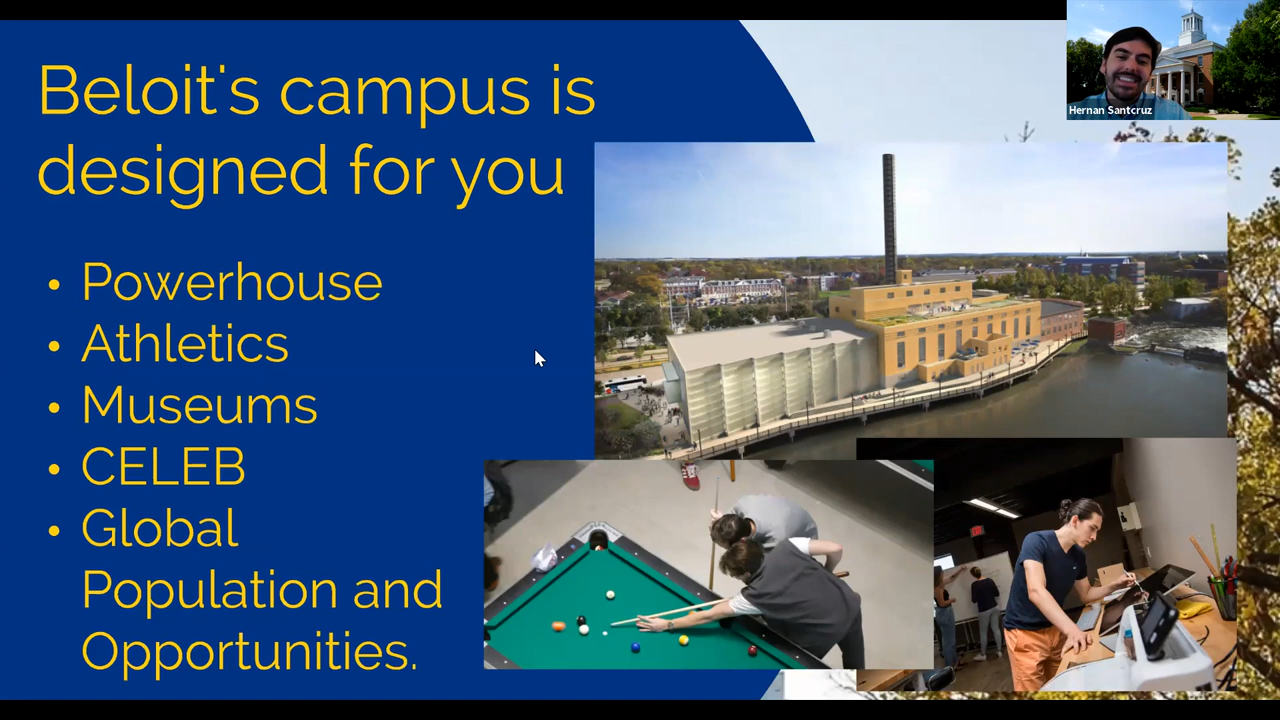 Beloit's campus is
designed for you
• Powerhouse
• Athletics
• Museums
• CELEB
• Global
Population and
Opportunities.
Hernan Santcruz